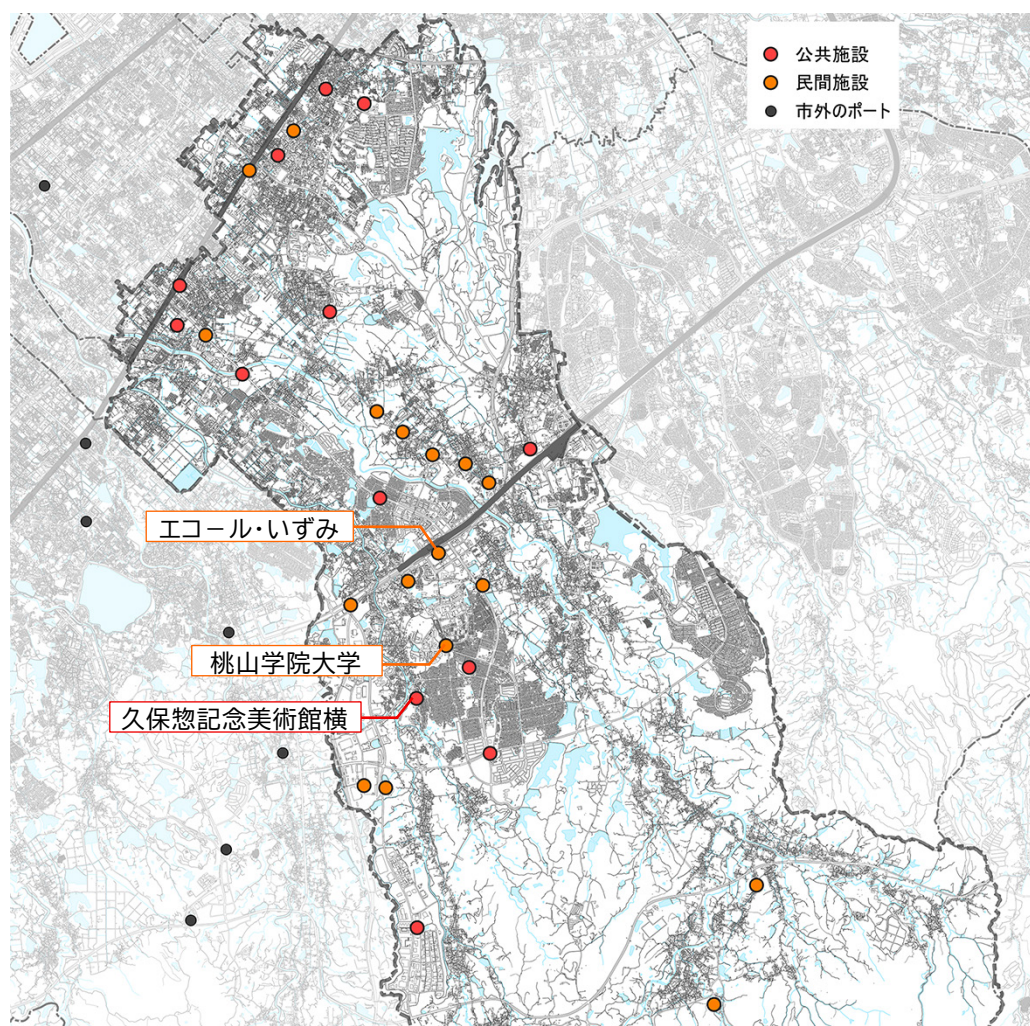 公共施設
民間施設
市外のポート
エコール・いずみ
桃山学院大学
久保惣記念美術館横